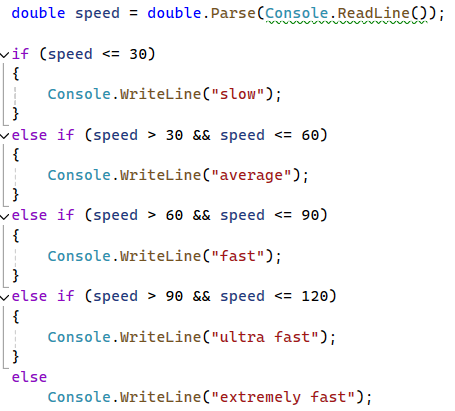 double speed = double.Parse(Console.ReadLine());
if (speed <= 30)
{
    Console.WriteLine("slow");
}
else if (speed > 30 && speed <= 60)
{
    Console.WriteLine("average");
}
else if (speed > 60 && speed <= 90)
{
    Console.WriteLine("fast");
}
else if (speed > 90 && speed <= 120)
{
    Console.WriteLine("ultra fast");
}
else
    Console.WriteLine("extremely fast");